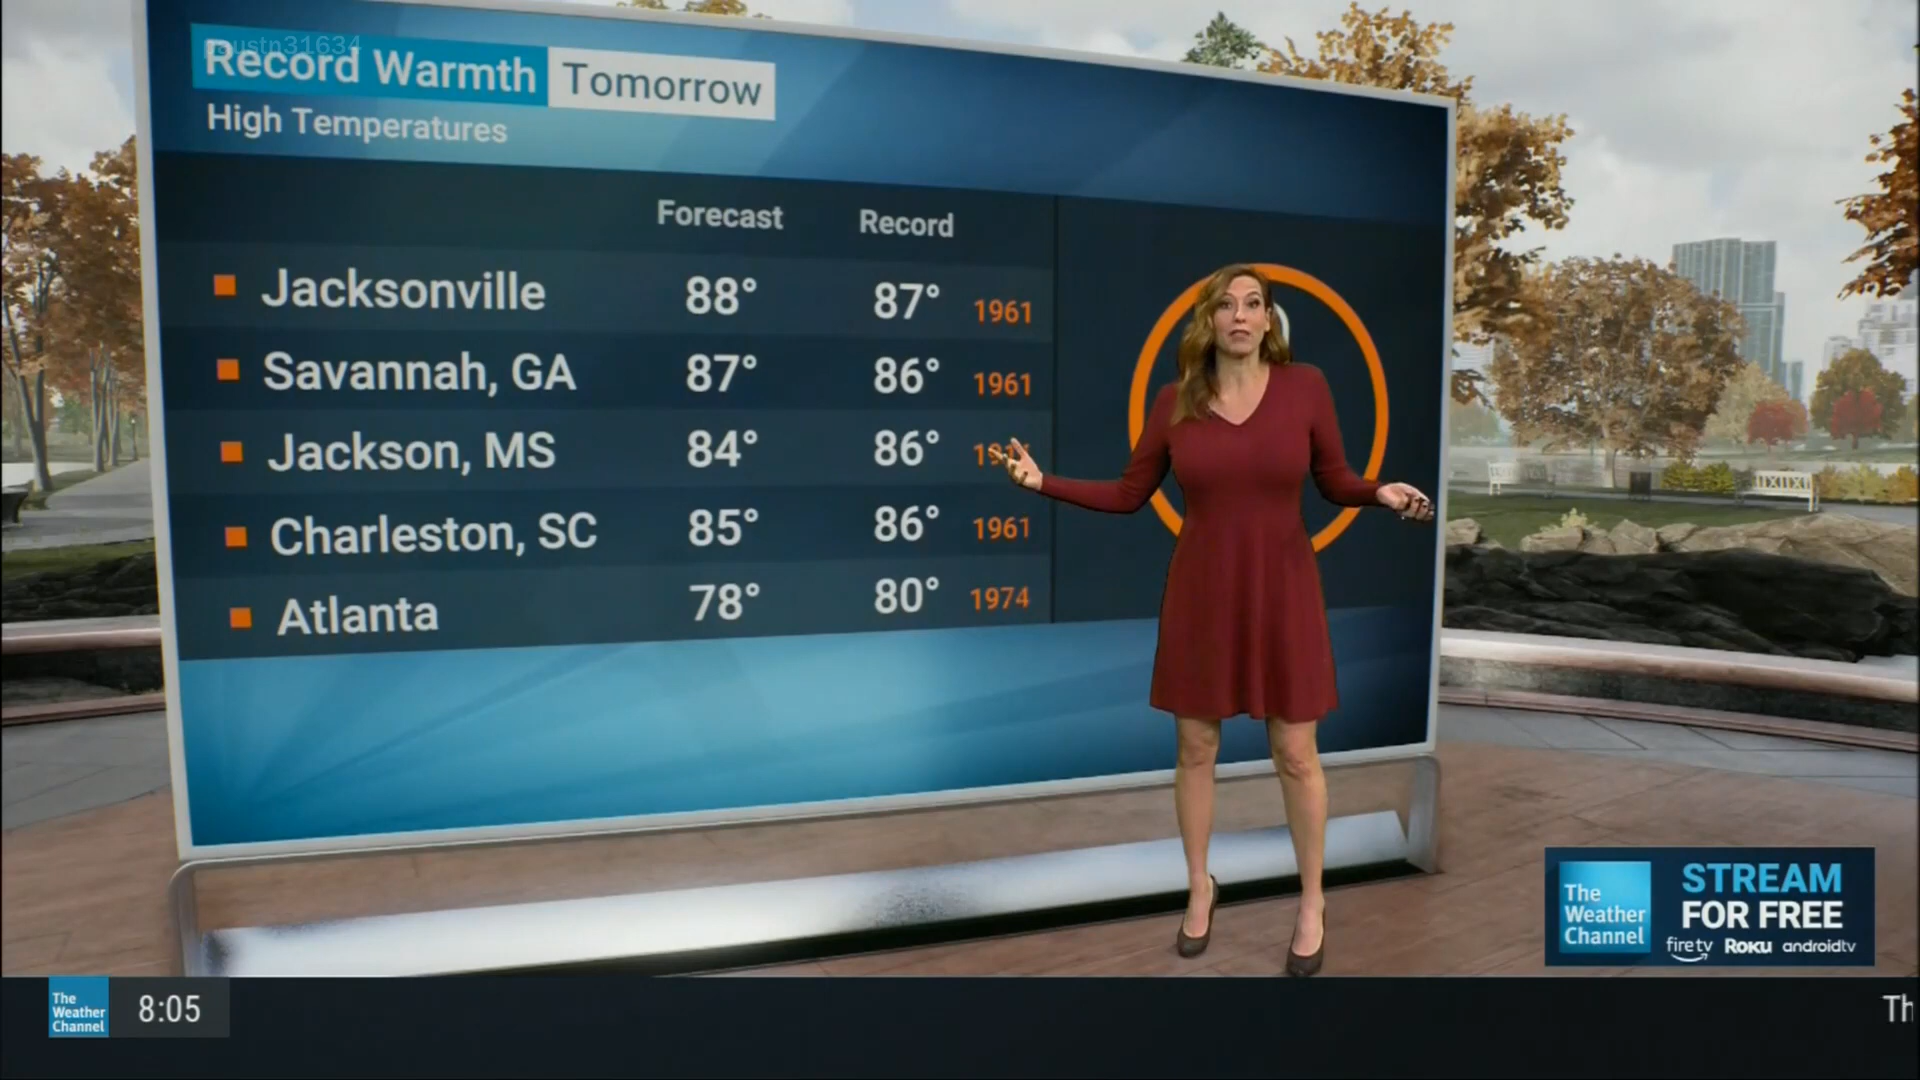 paustn31634
Record Warmth Tomorrow
High Temperatures
Forecast Record
Jacksonville 88° 87° 1961
Savannah, GA 87° 86° 1961
Jackson, MS 84° 86°
Charleston, SC 85° 86° 1961
Atlanta 78° 80° 1974
The Weather Channel
STREAM
FOR FREE
firetv Roku androidtv
The Weather Channel
8:05
Th